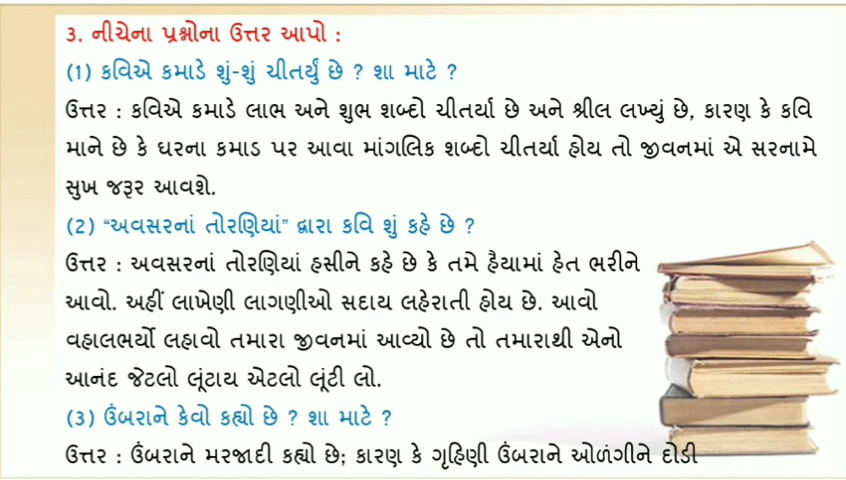 ૩. નીચેના પ્રશ્નોના ઉત્તર આપો :
(1) કવિએ કમાડે શું-શું ચીતર્યું છે ? શા માટે ?
ઉત્તર : કવિએ કમાડે લાભ અને શુભ શબ્દો ચીતર્યા છે અને શ્રીલ લખ્યું છે, કારણ કે કવિ
માને છે કે ઘરના કમાડ પર આવા માંગલિક શબ્દો ચીતર્યા હોય તો જીવનમાં એ સરનામે
સુખ જરૂર આવશે.
(2) “અવસરનાં તોરણિયાં” દ્વારા કવિ શું કહે છે ?
ઉત્તર : અવસરનાં તોરણિયાં હસીને કહે છે કે તમે હૈયામાં હેત ભરીને
આવો. અહીં લાખેણી લાગણીઓ સદાય લહેરાતી હોય છે. આવો
વહાલભર્યો લહાવો તમારા જીવનમાં આવ્યો છે તો તમારાથી એનો
આનંદ જેટલો લૂંટાય એટલો લૂંટી લો.
(3) ઉંબરાને કેવો કહ્યો છે ? શા માટે ?
ઉત્તર : ઉંબરાને મરજાદી કહ્યો છે; કારણ કે ગૃહિણી ઉંબરાને ઓળંગીને દોડી